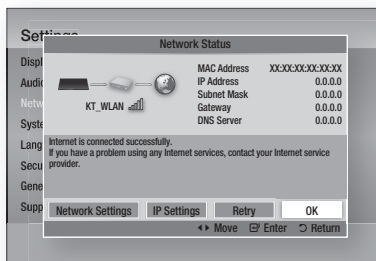 Settings
Network Status
Displ
Audio
Netw
Syste
Lang
Secu
Gene
Supp
KT_WLAN
MAC Address XX:XX:XX:XX:XX:XX
IP Address 0.0.0.0
Subnet Mask 0.0.0.0
Gateway 0.0.0.0
DNS Server 0.0.0.0
Internet is connected successfully.
If you have a problem using any Internet services, contact your Internet service
provider.
Network Settings IP Settings Retry OK
Move Enter Return